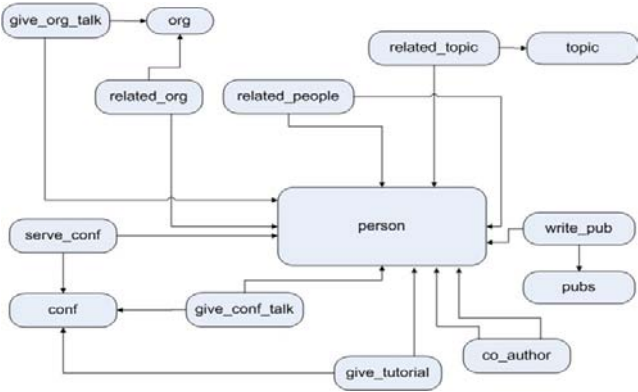 give_org_talk
org
related_topic
topic
related_org
related_people
person
serve_conf
write_pub
conf
give_conf_talk
pubs
co_author
give_tutorial